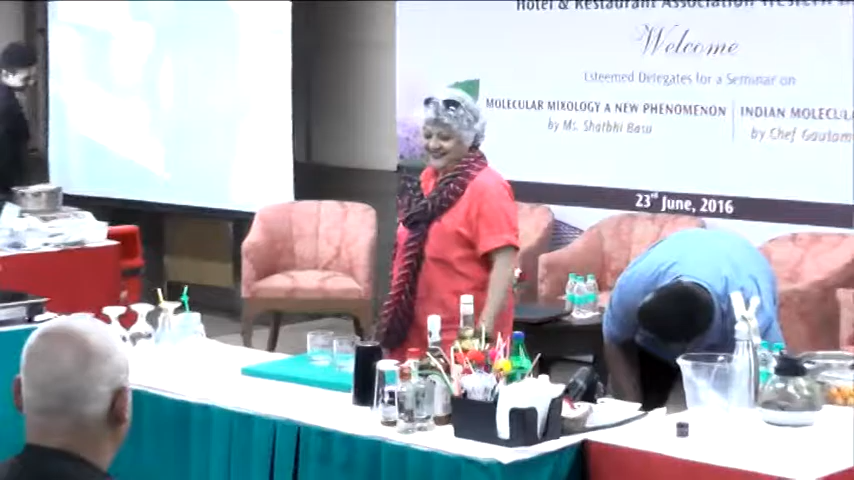 Hotel & Restaurant Association Western
Welcome
Esteemed Delegates for a Seminar on
MOLECULAR MIXOLOGY A NEW PHENOMENON
by Ms. Shatbhi Basu
INDIAN MOLECUL
by Chef Gautam
23rd June, 2016